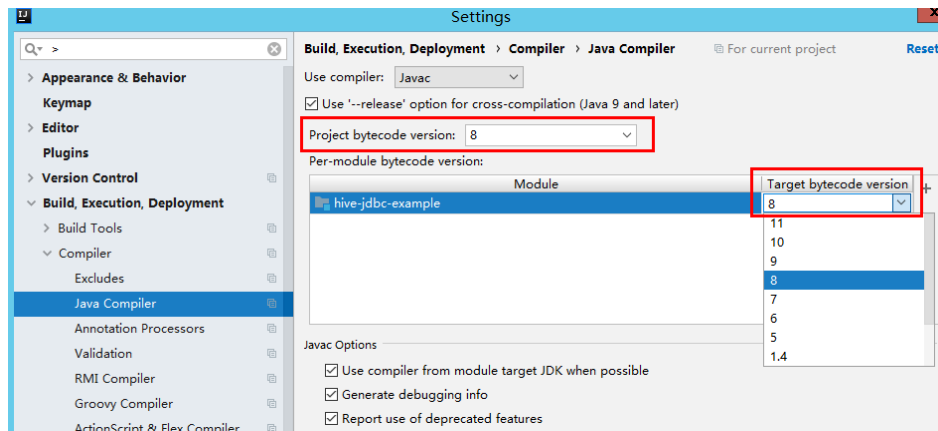 IJ
Settings
>
Build, Execution, Deployment › Compiler › Java Compiler
For current project
Reset
Appearance & Behavior
Keymap
Editor
Plugins
Version Control
Build, Execution, Deployment
Build Tools
Compiler
Excludes
Java Compiler
Annotation Processors
Validation
RMI Compiler
Groovy Compiler
ActionScript & Flex Compiler
Use compiler: Javac
Use '--release' option for cross-compilation (Java 9 and later)
Project bytecode version: 8
Per-module bytecode version:
Module Target bytecode version
hive-jdbc-example 8
11
10
9
8
7
6
5
1.4
Javac Options
Use compiler from module target JDK when possible
Generate debugging info
Report use of deprecated features